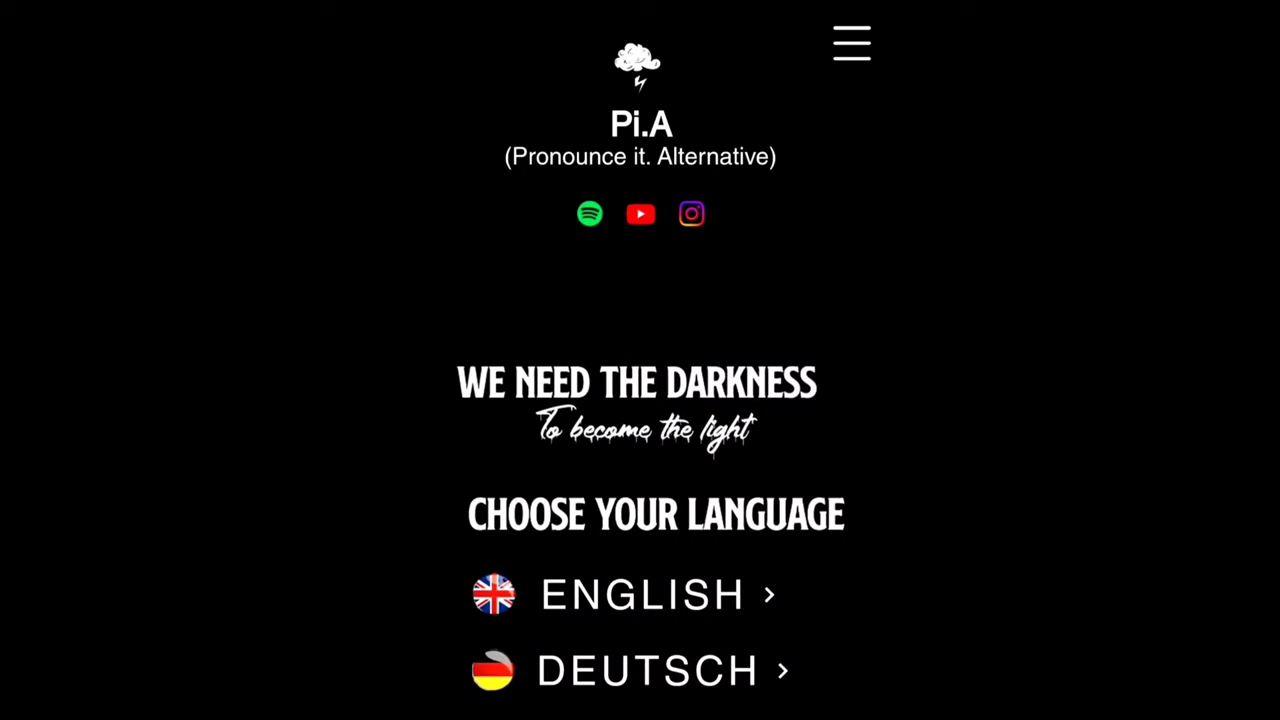 Pi.A
(Pronounce it. Alternative)
WE NEED THE DARKNESS
To become the light
CHOOSE YOUR LANGUAGE
ENGLISH >
DEUTSCH >